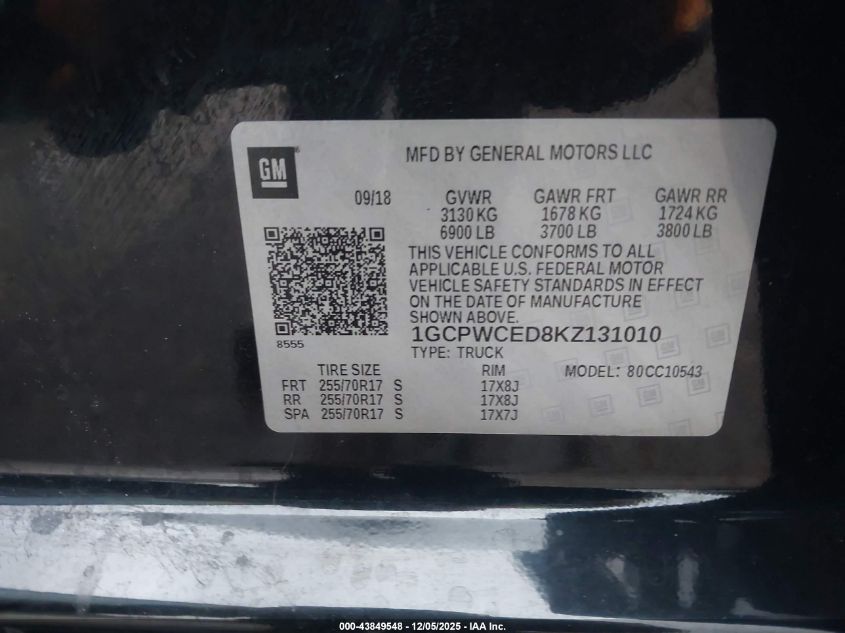 GM
MFD BY GENERAL MOTORS LLC
09/18 GVWR GAWR FRT GAWR RR
3130 KG 1678 KG 1724 KG
6900 LB 3700 LB 3800 LB
THIS VEHICLE CONFORMS TO ALL
APPLICABLE U.S. FEDERAL MOTOR
VEHICLE SAFETY STANDARDS IN EFFECT
ON THE DATE OF MANUFACTURE
SHOWN ABOVE.
8555
1GCPWCED8KZ131010
TYPE: TRUCK
TIRE SIZE RIM MODEL: 80CC10543
FRT 255/70R17 S 17X8J
RR 255/70R17 S 17X8J
SPA 255/70R17 S 17X7J
000-43849548 - 12/05/2025 - IAA Inc.